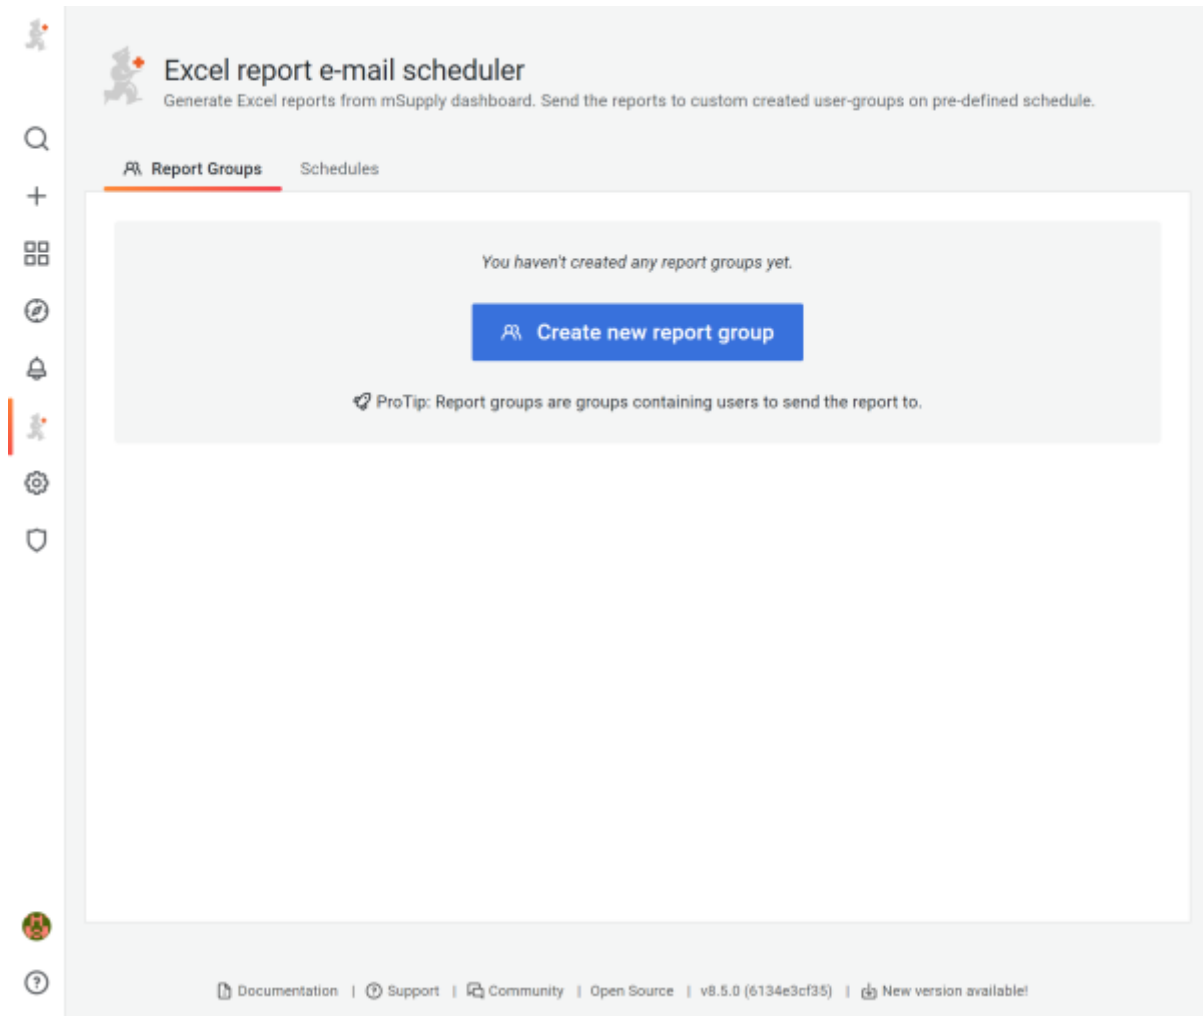 Excel report e-mail scheduler
Generate Excel reports from mSupply dashboard. Send the reports to custom created user-groups on pre-defined schedule.
Report Groups Schedules
You haven't created any report groups yet.
Create new report group
ProTip: Report groups are groups containing users to send the report to.
Documentation | Support | Community | Open Source | v8.5.0 (6134e3cf35) | New version available!